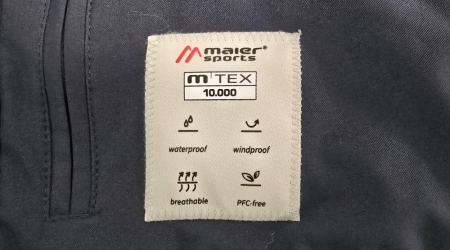 maier®
sports
m TEX
10.000
waterproof windproof
breathable PFC-free